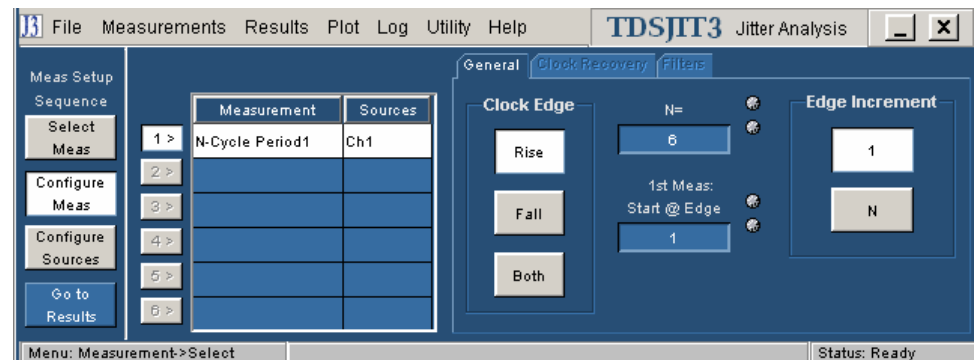 J3 File Measurements Results Plot Log Utility Help TDSJIT3 Jitter Analysis
Meas Setup
Sequence
Select
Meas
Configure
Meas
Configure
Sources
Go to
Results
Measurement Sources
1 > N-Cycle Period1 Ch1
2 >
3 >
4 >
5 >
6 >
General Clock Recovery Filters
Clock Edge
Rise
Fall
Both
N=
6
1st Meas:
Start @ Edge
1
Edge Increment
1
N
Menu: Measurement->Select Status: Ready